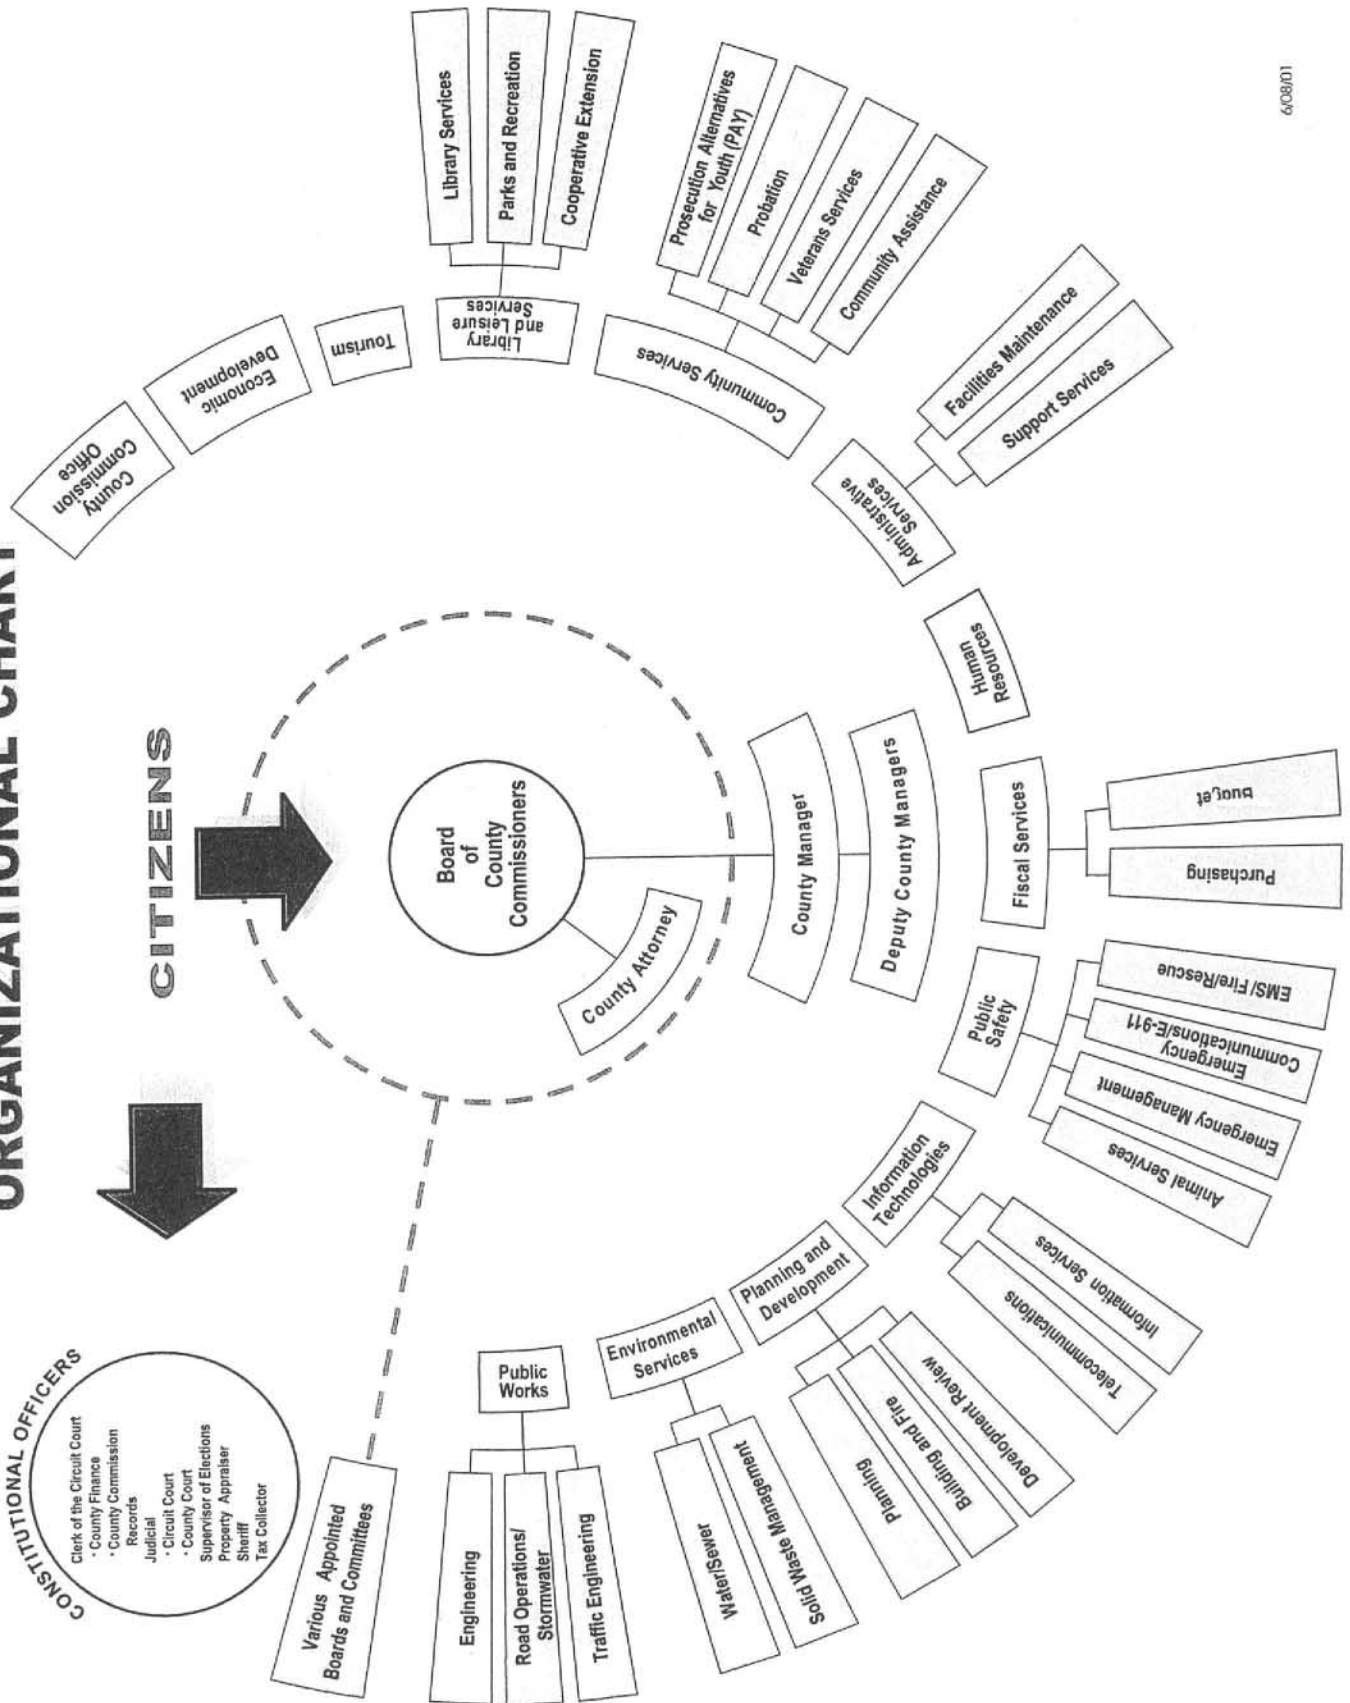 ORGANIZATIONAL CHART
CITIZENS
CONSTITUTIONAL OFFICERS
Clerk of the Circuit Court
· County Finance
· County Commission
Records
Judicial
· Circuit Court
· County Court
Supervisor of Elections
Property Appraiser
Sheriff
Tax Collector
Board
of
County
Commissioners
County Attorney
County Manager
Deputy County Managers
Various Appointed
Boards and Committees
Public
Works
Engineering
Road Operations/
Stormwater
Traffic Engineering
Environmental
Services
Water/Sewer
Solid Waste Management
Planning and
Development
Planning
Building and Fire
Development Review
Information
Technologies
Telecommunications
Information Services
Public
Safety
Animal Services
Emergency Management
Emergency
Communications/E-911
EMS/ Fire/Rescue
Fiscal Services
Purchasing
Human
Resources
Administrative
Services
Support Services
Facilities Maintenance
Community Services
Community Assistance
Veterans Services
Probation
Prosecution Alternatives
for Youth (PAY)
Library
and Leisure
Services
Cooperative Extension
Parks and Recreation
Library Services
Tourism
Economic
Development
County
Commission
Office
6/08/01